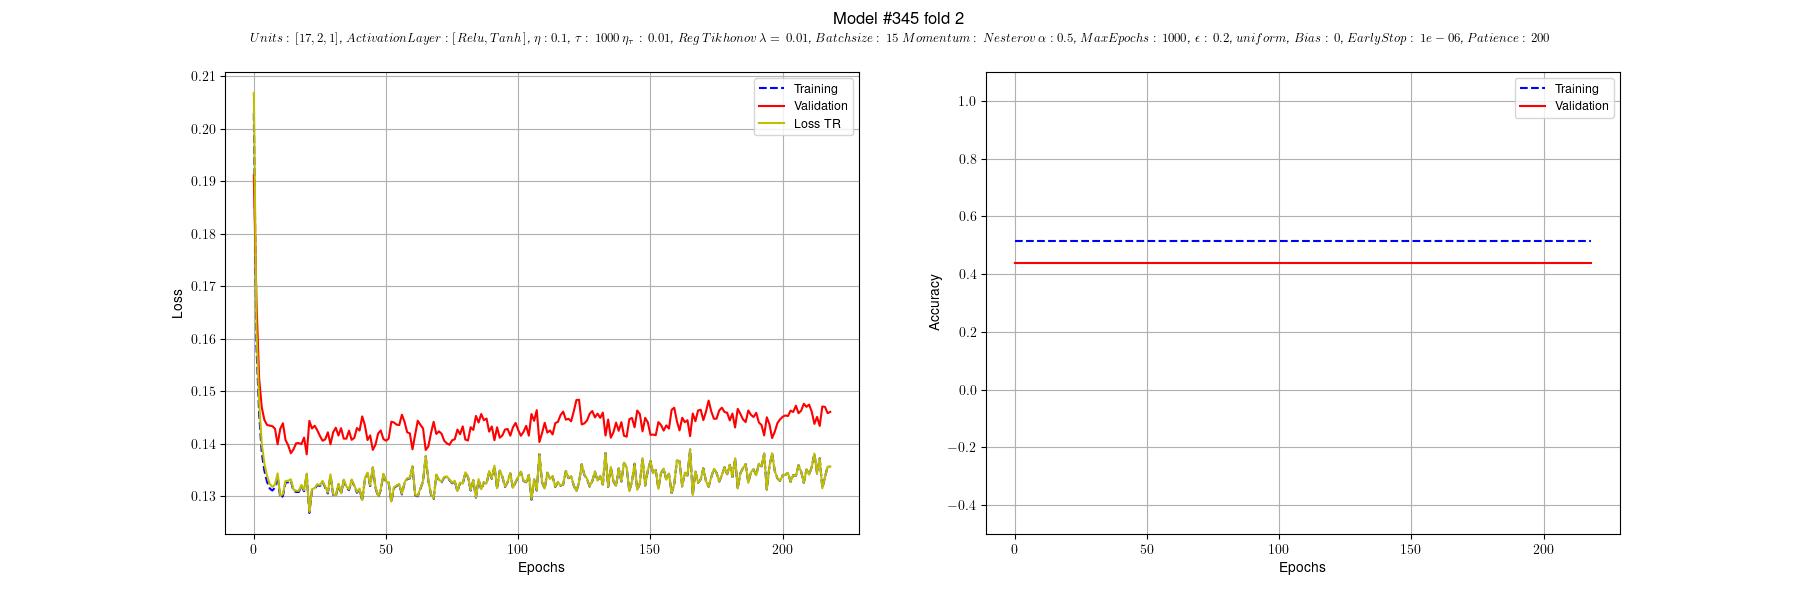 Model #345 fold 2
Units : [17, 2, 1], ActivationLayer : [Relu, Tanh], η : 0.1, τ : 1000 η_τ : 0.01, Reg Tikhonov λ = 0.01, Batchsize : 15 Momentum : Nesterov α : 0.5, MaxEpochs : 1000, ϵ : 0.2, uniform, Bias : 0, EarlyStop : 1e − 06, Patience : 200
0.21
0.20
0.19
0.18
0.17
0.16
0.15
0.14
0.13
Loss
0 50 100 150 200
Epochs
Training
Validation
Loss TR
1.0
0.8
0.6
0.4
0.2
0.0
−0.2
−0.4
Accuracy
0 50 100 150 200
Epochs
Training
Validation